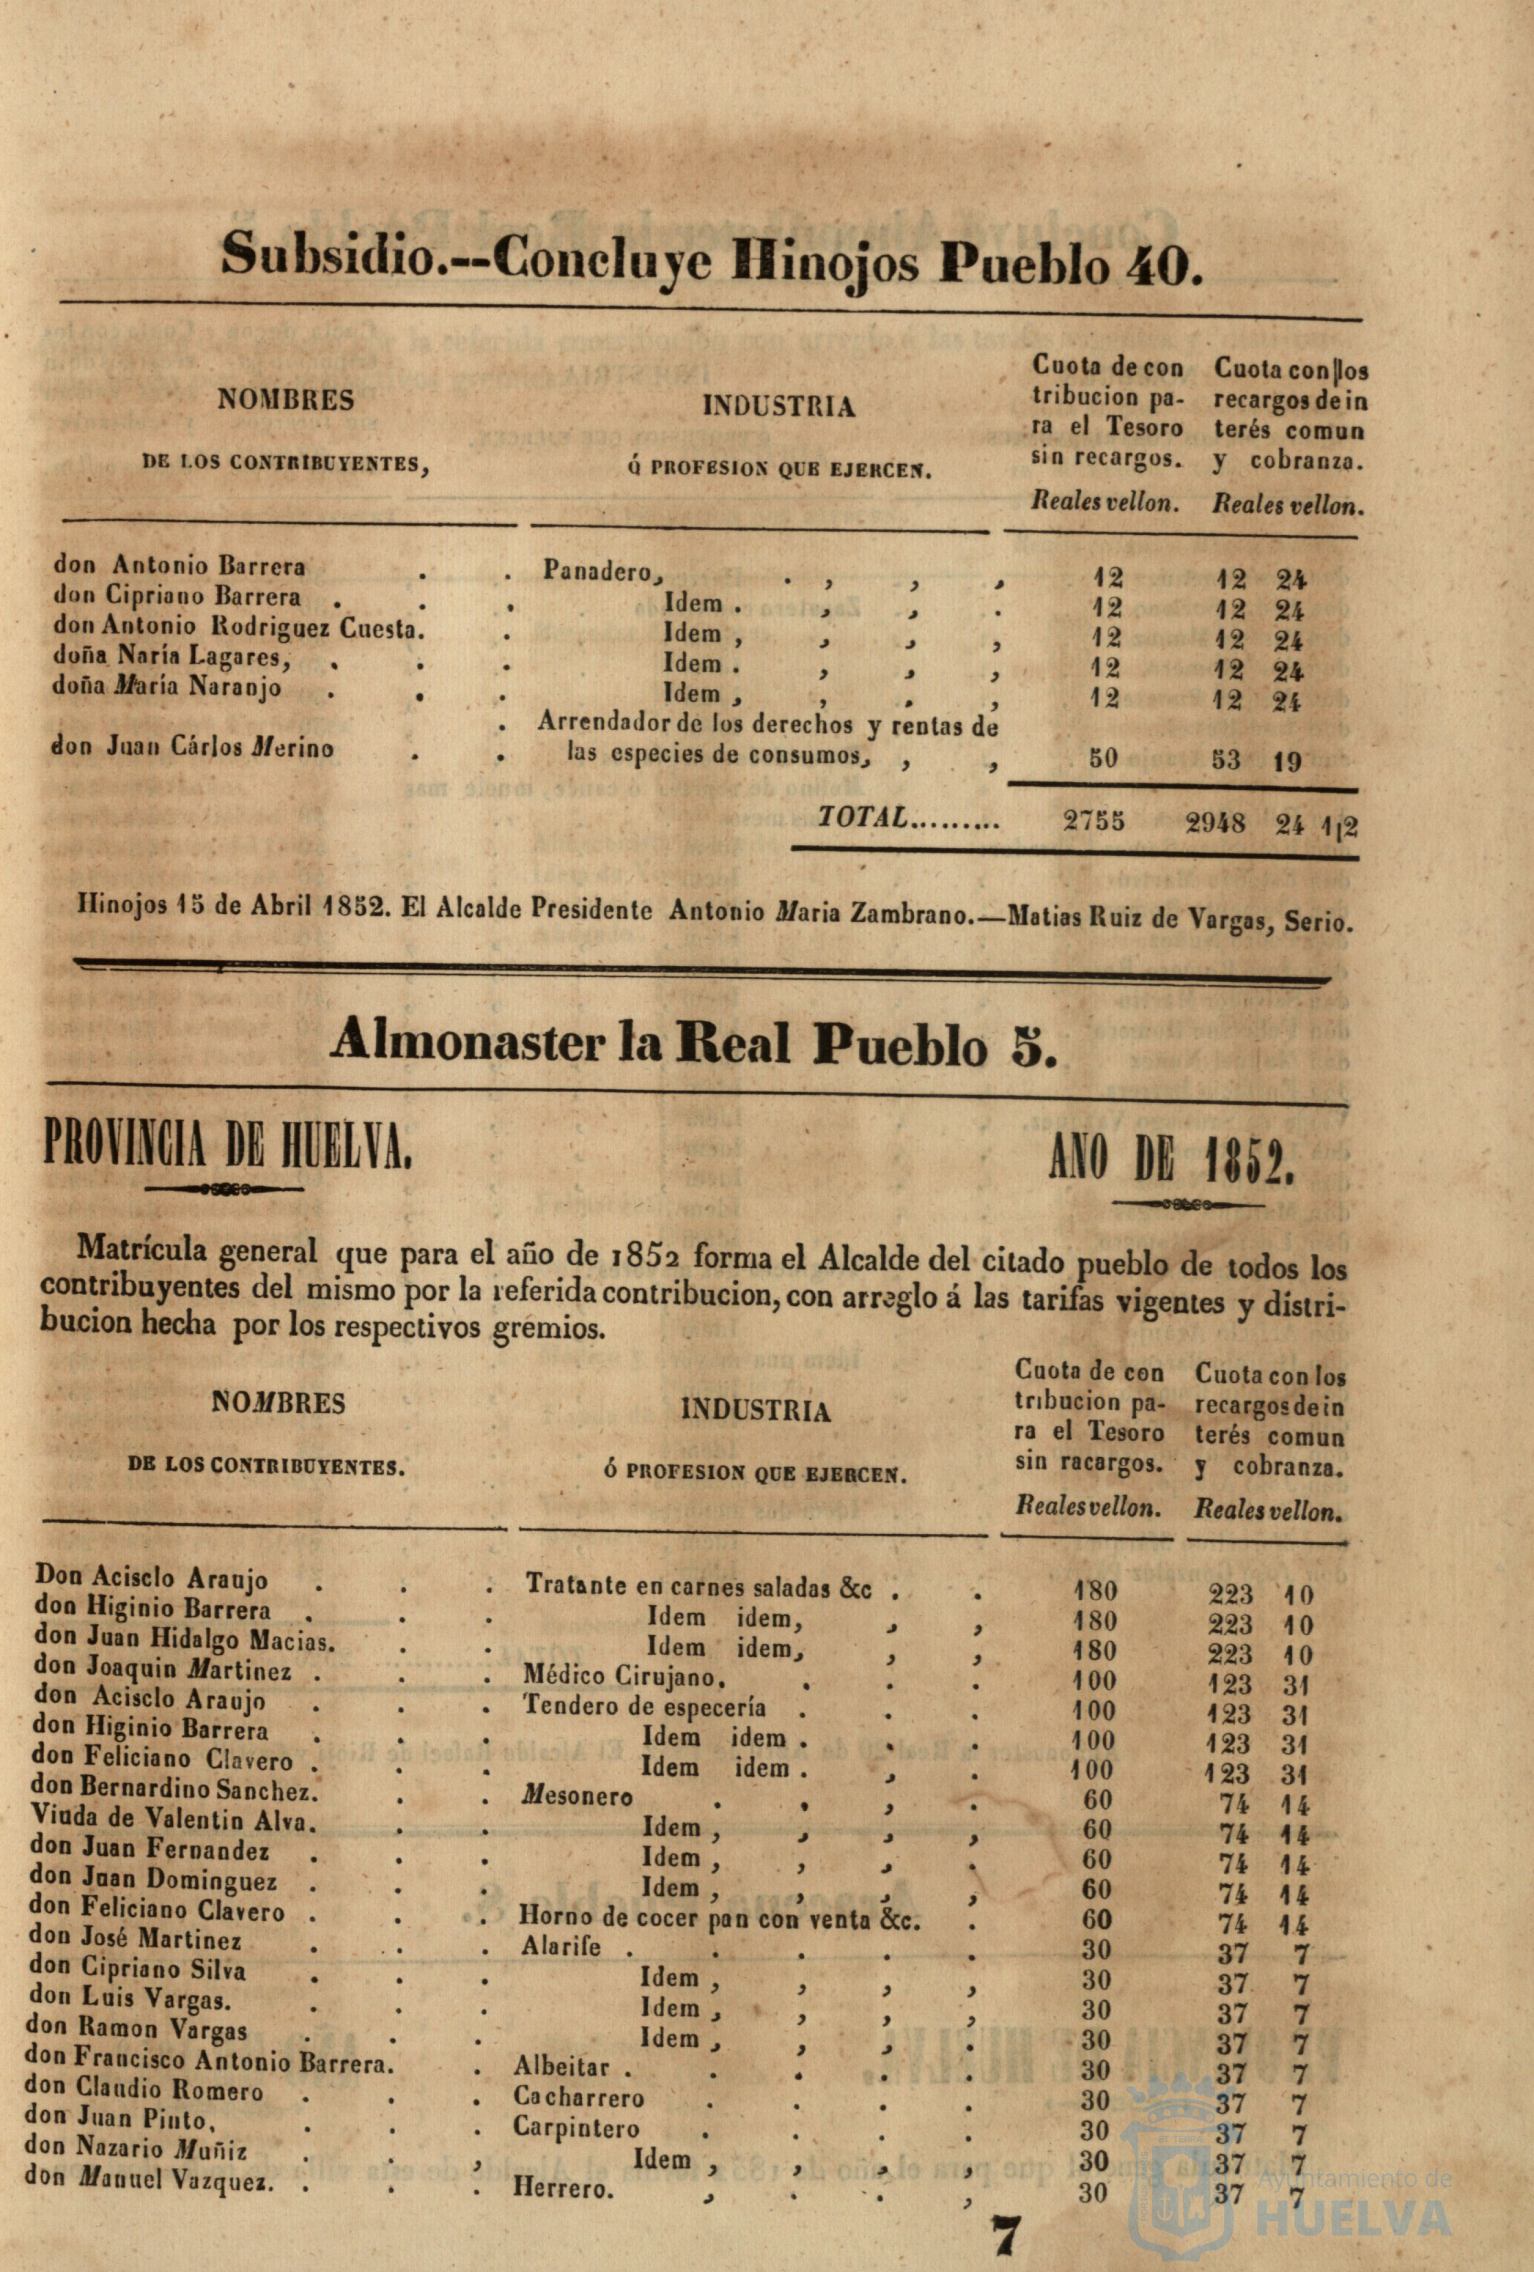 Subsidio.--Concluye Hinojos Pueblo 40.
NOMBRES
DE LOS CONTRIBUYENTES,
INDUSTRIA
Ó PROFESION QUE EJERCEN.
Cuota de con
tribucion pa-
ra el Tesoro
sin recargos.
Reales vellon.
Cuota con los
recargos de in
terés comun
y cobranza.
Reales vellon.
don Antonio Barrera . . Panadero, . , , , 12 12 24
don Cipriano Barrera . . . Idem . , , . 12 12 24
don Antonio Rodriguez Cuesta. . Idem , , , , 12 12 24
doña Naría Lagares, . . . Idem . , , , 12 12 24
doña María Naranjo . . . Idem , , . , 12 12 24
. Arrendador de los derechos y rentas de
don Juan Cárlos Merino . . las especies de consumos, , , 50 53 19
TOTAL......... 2755 2948 24 1|2
Hinojos 15 de Abril 1852. El Alcalde Presidente Antonio Maria Zambrano.—Matias Ruiz de Vargas, Serio.
Almonaster la Real Pueblo 5.
PROVINCIA DE HUELVA.
AÑO DE 1852.
Matrícula general que para el año de 1852 forma el Alcalde del citado pueblo de todos los
contribuyentes del mismo por la referida contribucion, con arreglo á las tarifas vigentes y distri-
bucion hecha por los respectivos gremios.
NOMBRES
DE LOS CONTRIBUYENTES.
INDUSTRIA
Ó PROFESION QUE EJERCEN.
Cuota de con
tribucion pa-
ra el Tesoro
sin racargos.
Reales vellon.
Cuota con los
recargos de in
terés comun
y cobranza.
Reales vellon.
Don Acisclo Araujo . . . Tratante en carnes saladas &c . . 180 223 10
don Higinio Barrera . . . Idem idem, , , 180 223 10
don Juan Hidalgo Macias. . . Idem idem, , , 180 223 10
don Joaquin Martinez . . . Médico Cirujano. . . . 100 123 31
don Acisclo Araujo . . . Tendero de especería . . . 100 123 31
don Higinio Barrera . . . Idem idem . . . 100 123 31
don Feliciano Clavero . . . Idem idem . , . 100 123 31
don Bernardino Sanchez. . . Mesonero . . , . 60 74 14
Viuda de Valentin Alva. . . Idem , , , , 60 74 14
don Juan Fernandez . . . Idem , , , . 60 74 14
don Juan Dominguez . . . Idem , , , , 60 74 14
don Feliciano Clavero . . . Horno de cocer pan con venta &c. . 60 74 14
don José Martinez . . . Alarife . . . . . 30 37 7
don Cipriano Silva . . . Idem , , , , 30 37 7
don Luis Vargas. . . . Idem , , , , 30 37 7
don Ramon Vargas . . . Idem , , , . 30 37 7
don Francisco Antonio Barrera. . Albeitar . . . . . 30 37 7
don Claudio Romero . . . Cacharrero . . . . 30 37 7
don Juan Pinto, . . . Carpintero . . . . 30 37 7
don Nazario Muñiz . . , Idem , , , , 30 37 7
don Manuel Vazquez. . . . Herrero. , . . , 30 37 7
7
Ayuntamiento de
HUELVA